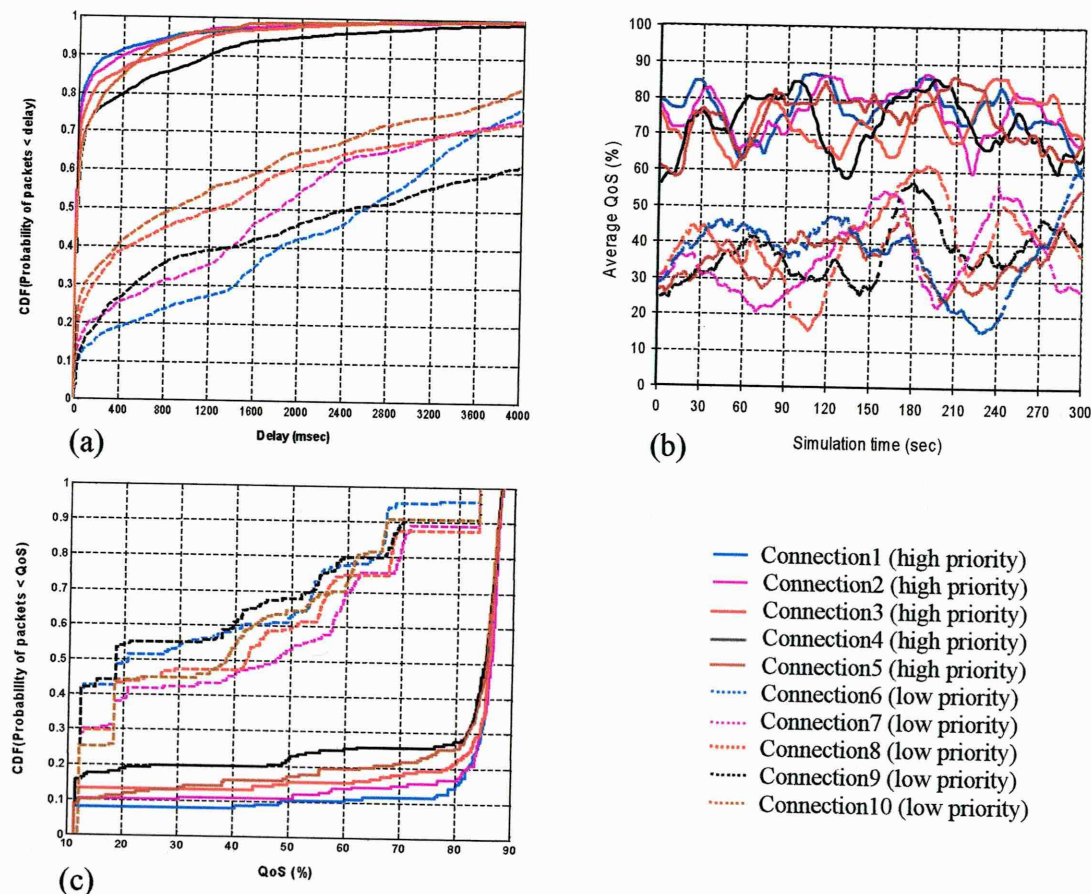 1
0.9
0.8
0.7
0.6
0.5
0.4
0.3
0.2
0.1
0
CDF(Probability of packets < delay)
0 400 800 1200 1600 2000 2400 2800 3200 3600 4000
Delay (msec)
(a)
100
90
80
70
60
50
40
30
20
10
0
Average QoS (%)
0 30 60 90 120 150 180 210 240 270 300
Simulation time (sec)
(b)
1
0.9
0.8
0.7
0.6
0.5
0.4
0.3
0.2
0.1
0
CDF(Probability of packets < QoS)
10 20 30 40 50 60 70 80 90
QoS (%)
(c)
Connection1 (high priority)
Connection2 (high priority)
Connection3 (high priority)
Connection4 (high priority)
Connection5 (high priority)
Connection6 (low priority)
Connection7 (low priority)
Connection8 (low priority)
Connection9 (low priority)
Connection10 (low priority)